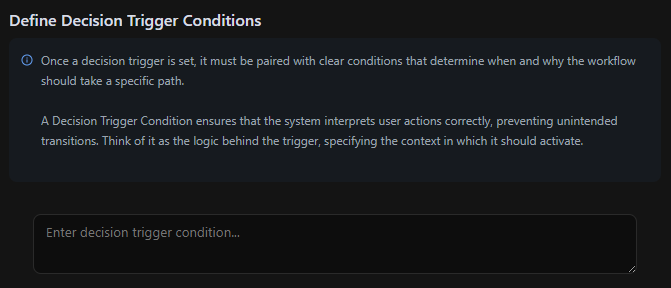 Define Decision Trigger Conditions
Once a decision trigger is set, it must be paired with clear conditions that determine when and why the workflow
should take a specific path.
A Decision Trigger Condition ensures that the system interprets user actions correctly, preventing unintended
transitions. Think of it as the logic behind the trigger, specifying the context in which it should activate.
Enter decision trigger condition...